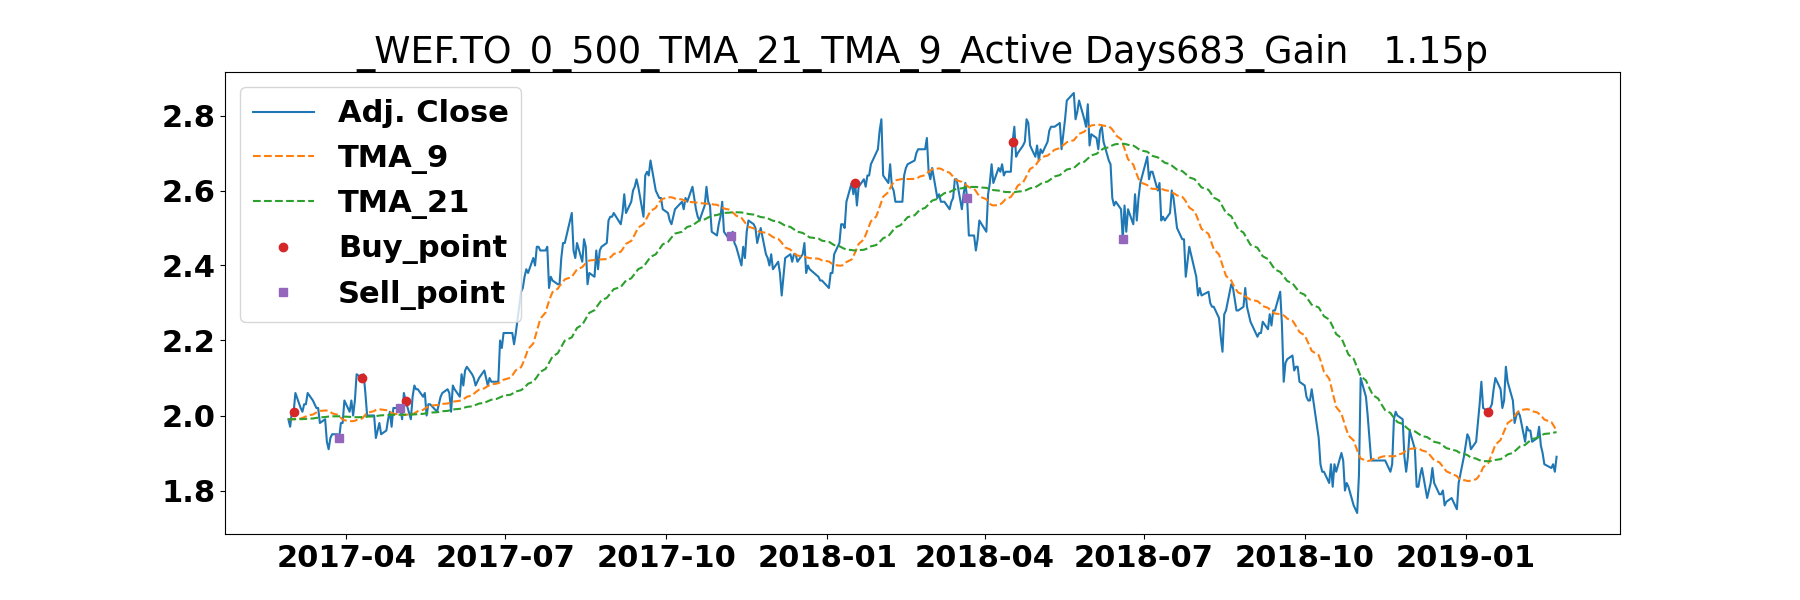 _WEF.TO_0_500_TMA_21_TMA_9_Active Days683_Gain   1.15p
Adj. Close
TMA_9
TMA_21
Buy_point
Sell_point
2.8
2.6
2.4
2.2
2.0
1.8
2017-04 2017-07 2017-10 2018-01 2018-04 2018-07 2018-10 2019-01